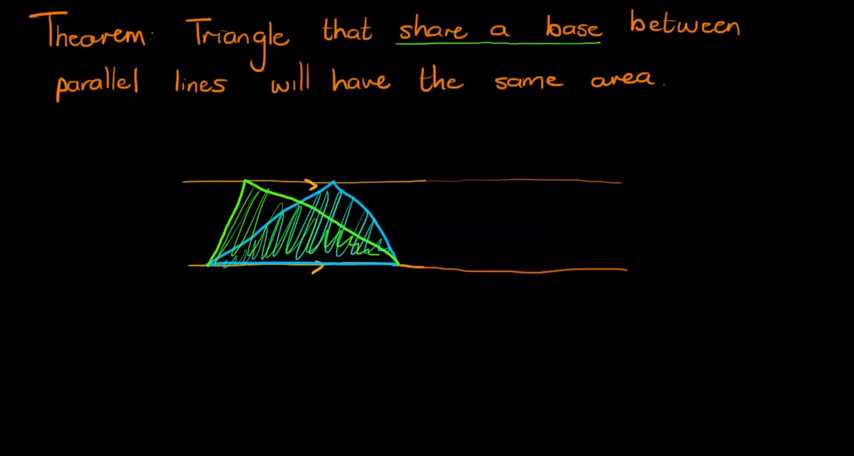 Theorem: Triangle that share a base between
parallel lines will have the same area.